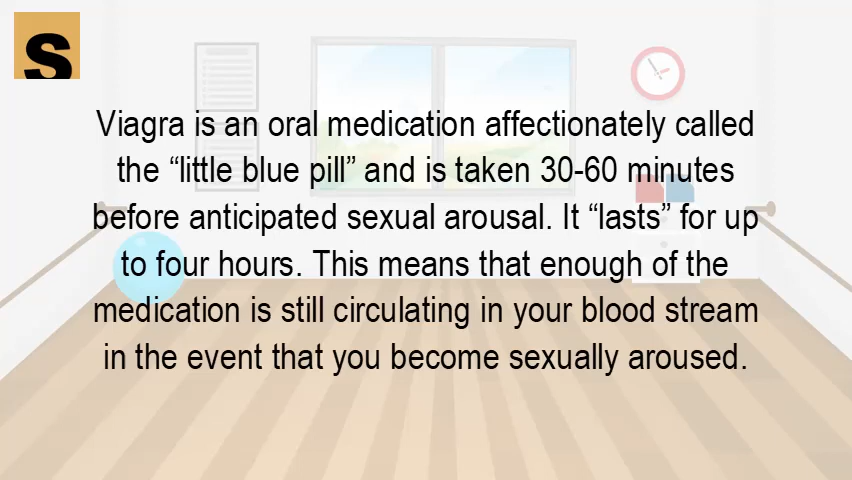 S
Viagra is an oral medication affectionately called
the “little blue pill” and is taken 30-60 minutes
before anticipated sexual arousal. It “lasts” for up
to four hours. This means that enough of the
medication is still circulating in your blood stream
in the event that you become sexually aroused.